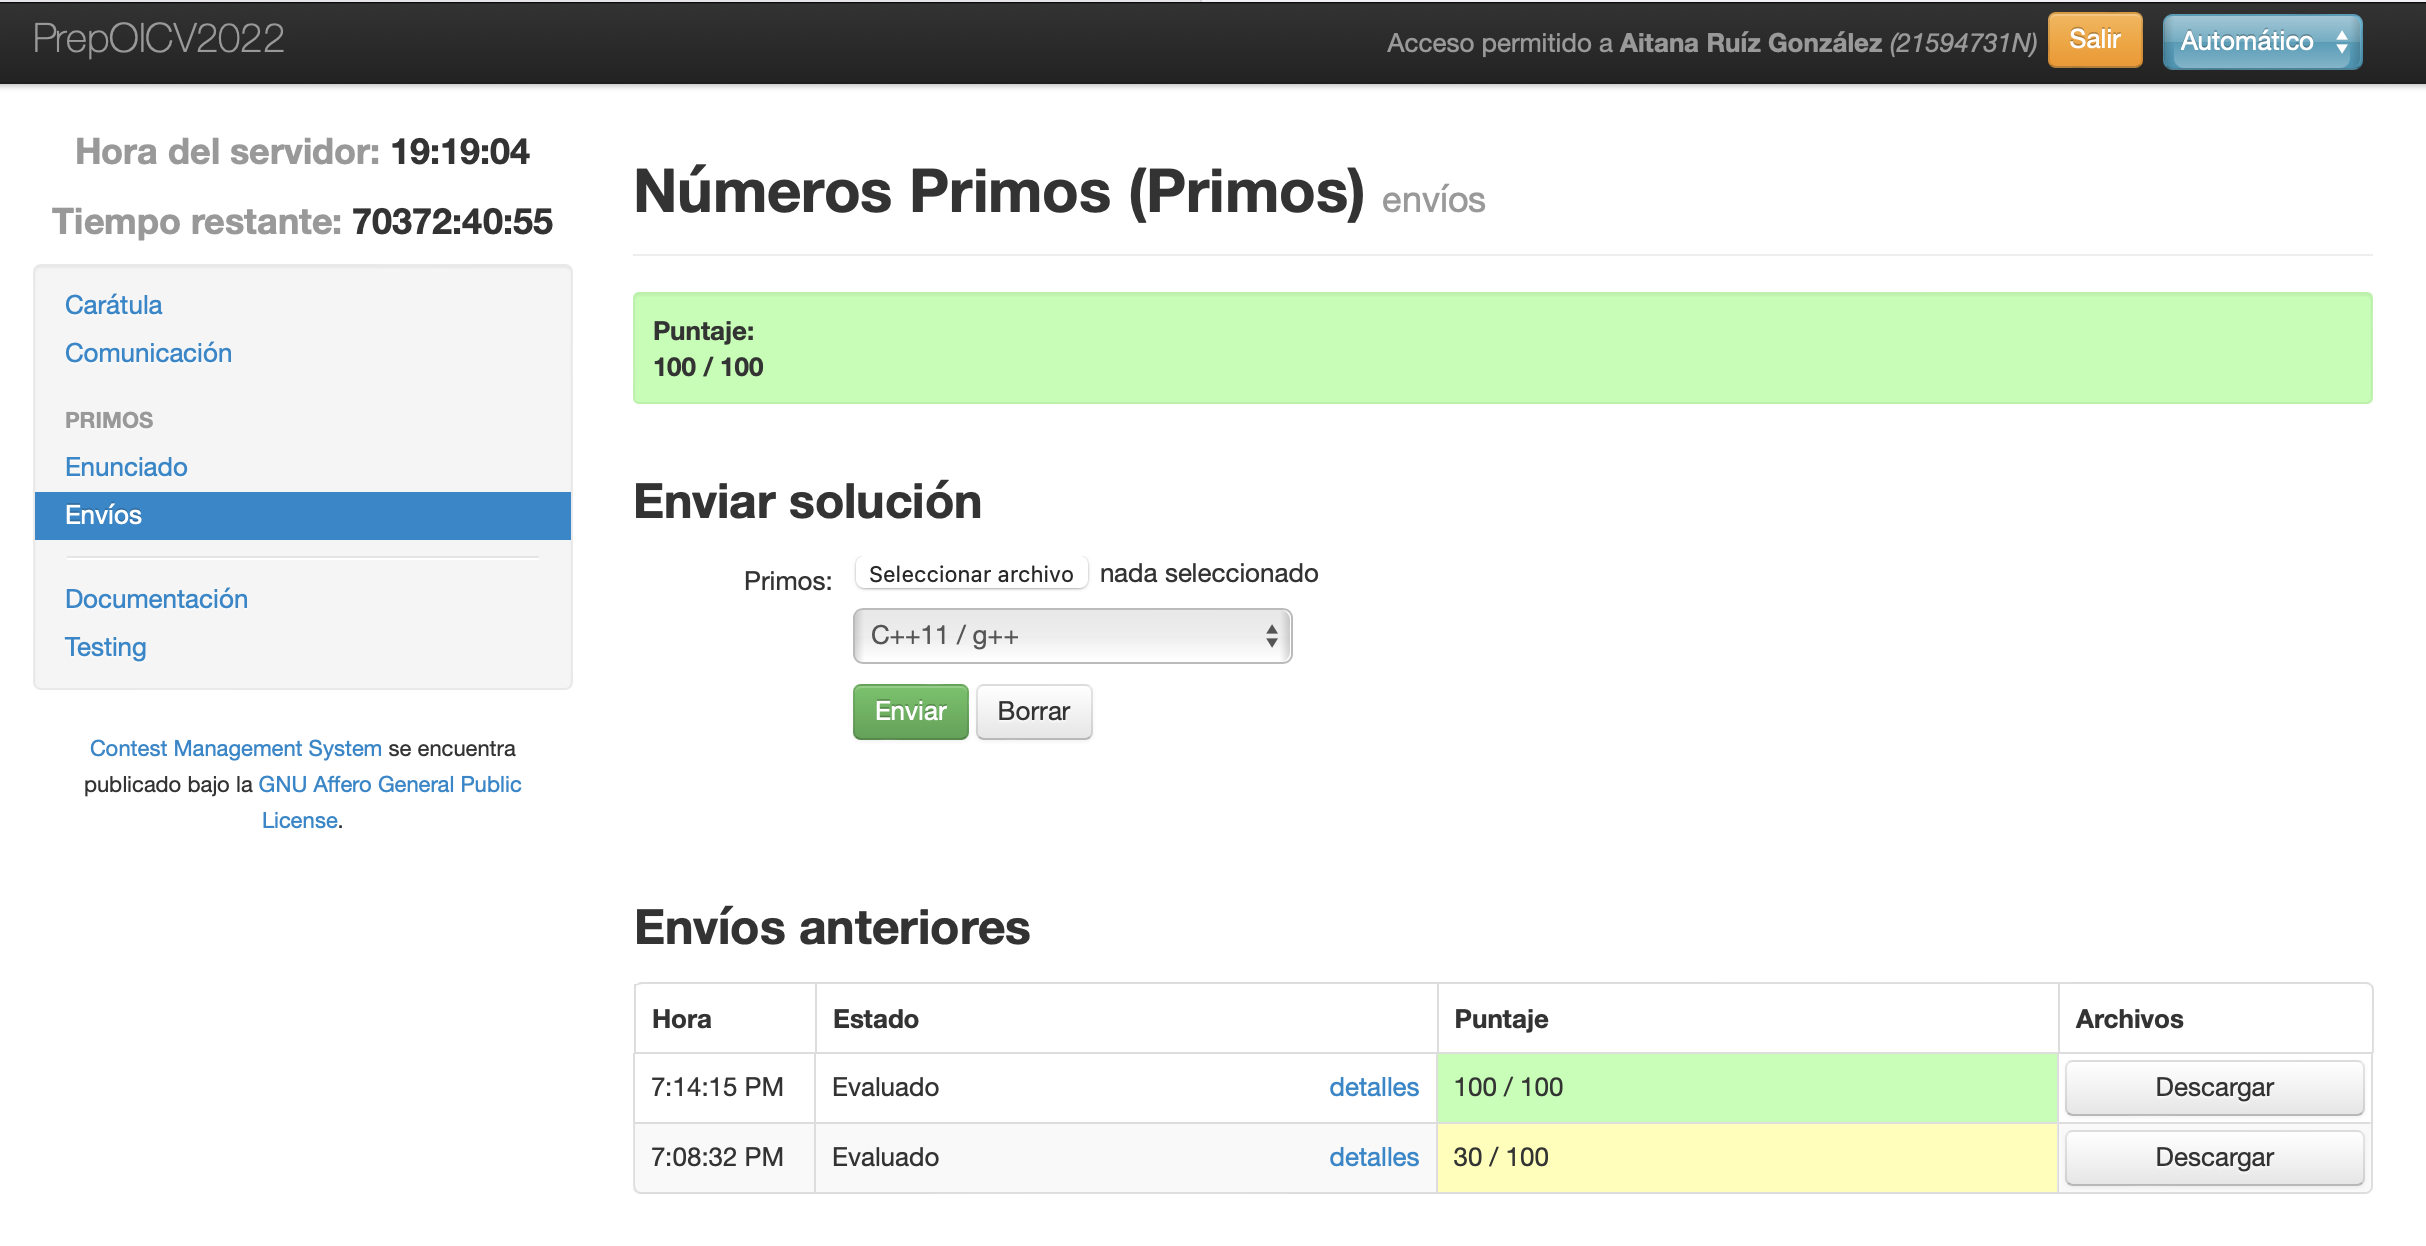 PrepOICV2022
Acceso permitido a Aitana Ruíz González (21594731N) Salir Automático
Hora del servidor: 19:19:04
Tiempo restante: 70372:40:55
Carátula
Comunicación
PRIMOS
Enunciado
Envíos
Documentación
Testing
Contest Management System se encuentra
publicado bajo la GNU Affero General Public
License.
Números Primos (Primos) envíos
Puntaje:
100 / 100
Enviar solución
Primos: Seleccionar archivo nada seleccionado
C++11 / g++
Enviar Borrar
Envíos anteriores
Hora Estado Puntaje Archivos
7:14:15 PM Evaluado detalles 100 / 100 Descargar
7:08:32 PM Evaluado detalles 30 / 100 Descargar